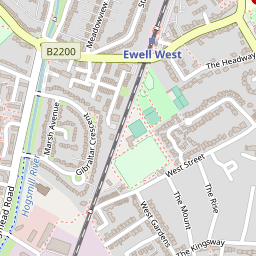 Meadowview
B2200
Ewell West
The Headway
Marsh Avenue
Gibraltar Crescent
Hogsmill River
West Street
The Rise
The Mount
West Gardens
The Kingsway
mead Road